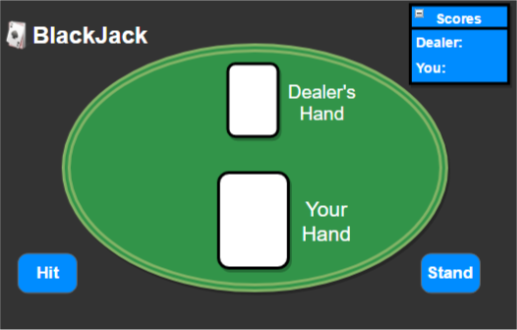 BlackJack
Scores
Dealer:
You:
Dealer's
Hand
Your
Hand
Hit
Stand